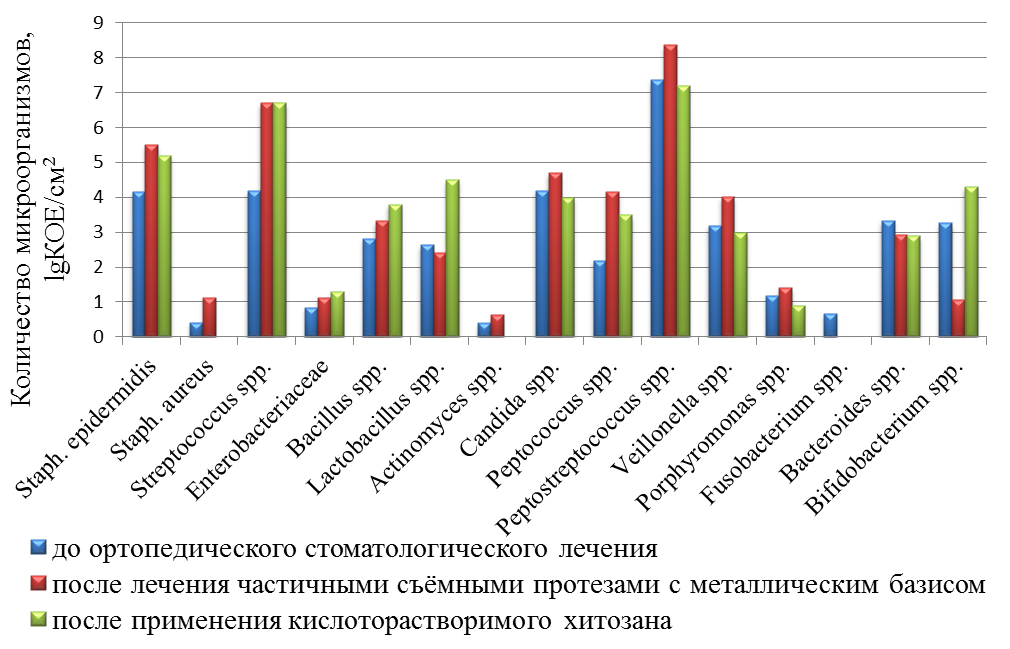 Количество микроорганизмов,
lgКОЕ/см²
9
8
7
6
5
4
3
2
1
0
Staph. epidermidis
Staph. aureus
Streptococcus spp.
Enterobacteriaceae
Bacillus spp.
Lactobacillus spp.
Actinomyces spp.
Candida spp.
Peptococcus spp.
Peptostreptococcus spp.
Veillonella spp.
Porphyromonas spp.
Fusobacterium spp.
Bacteroides spp.
Bifidobacterium spp.
до ортопедического стоматологического лечения
после лечения частичными съёмными протезами с металлическим базисом
после применения кислоторастворимого хитозана